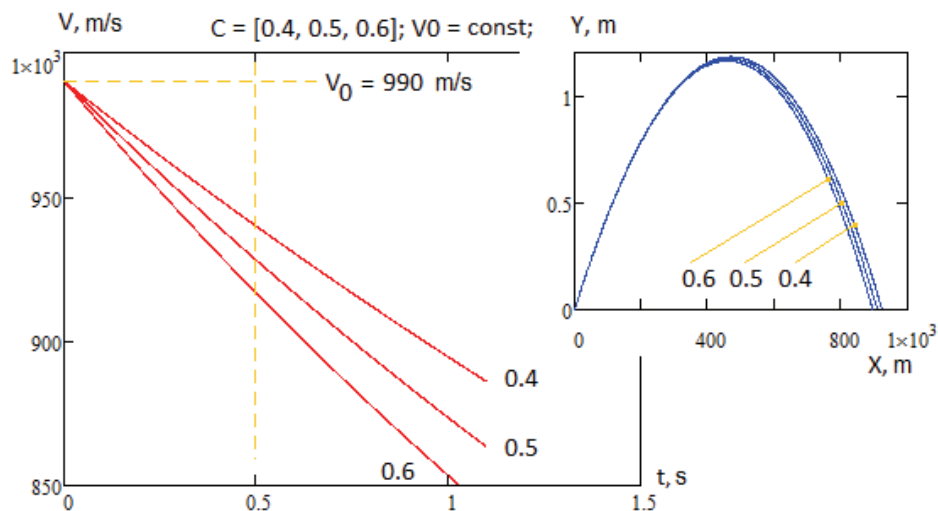 V, m/s
C = [0.4, 0.5, 0.6]; V0 = const;
1×10³
V₀ = 990 m/s
950
900
850
0.4
0.5
0.6
0
0.5
1
1.5
t, s
Y, m
1
0.5
0
0.6 0.5 0.4
0
400
800
1×10³
X, m